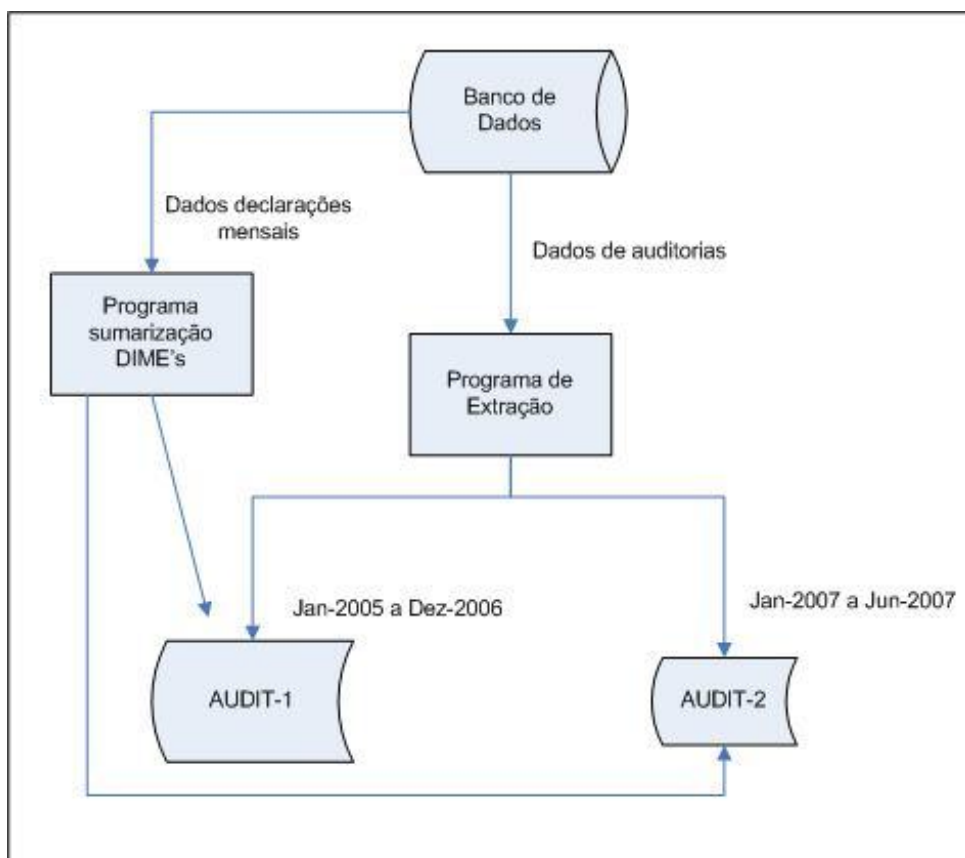 Banco de
Dados
Dados declarações
mensais
Dados de auditorias
Programa
sumarização
DIME's
Programa de
Extração
Jan-2005 a Dez-2006
Jan-2007 a Jun-2007
AUDIT-1
AUDIT-2